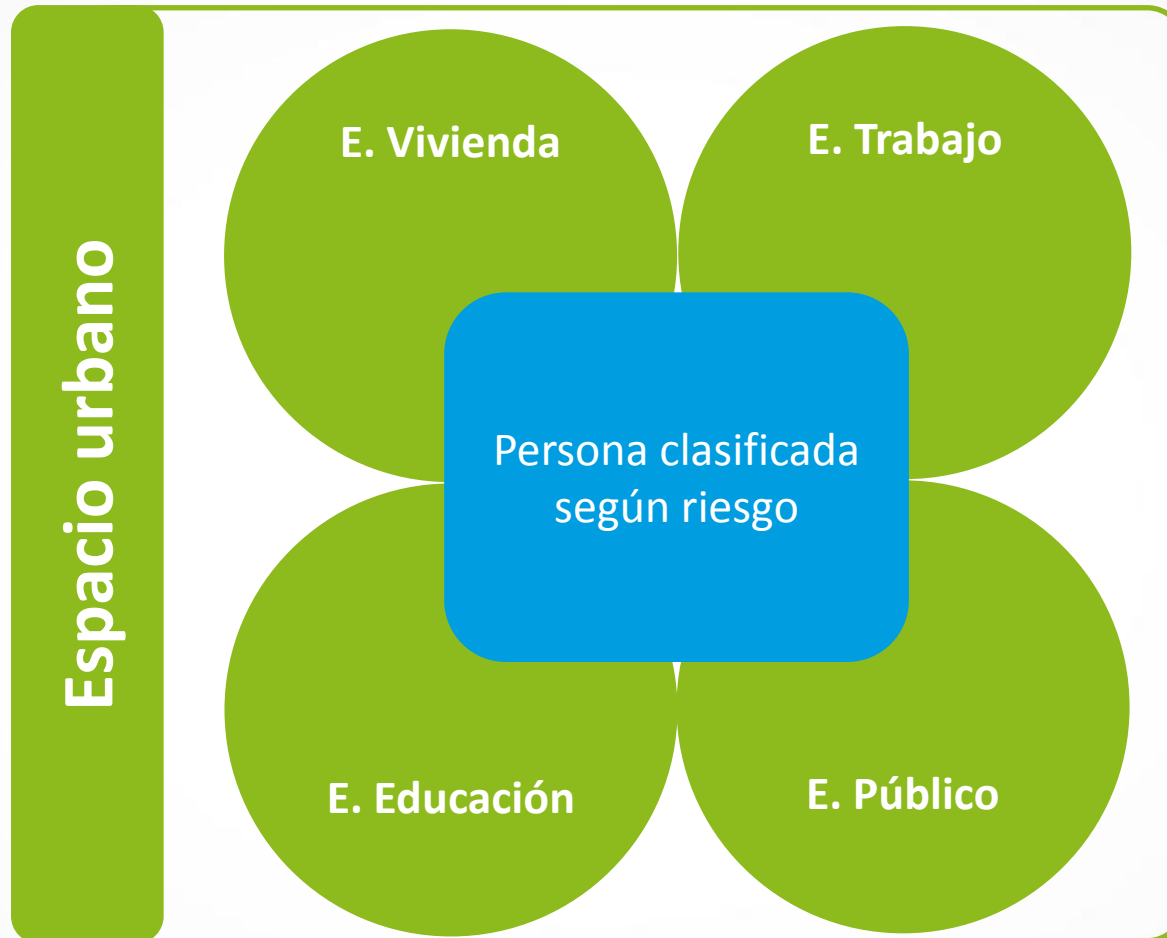 Espacio urbano
E. Vivienda
E. Trabajo
Persona clasificada
según riesgo
E. Educación
E. Público